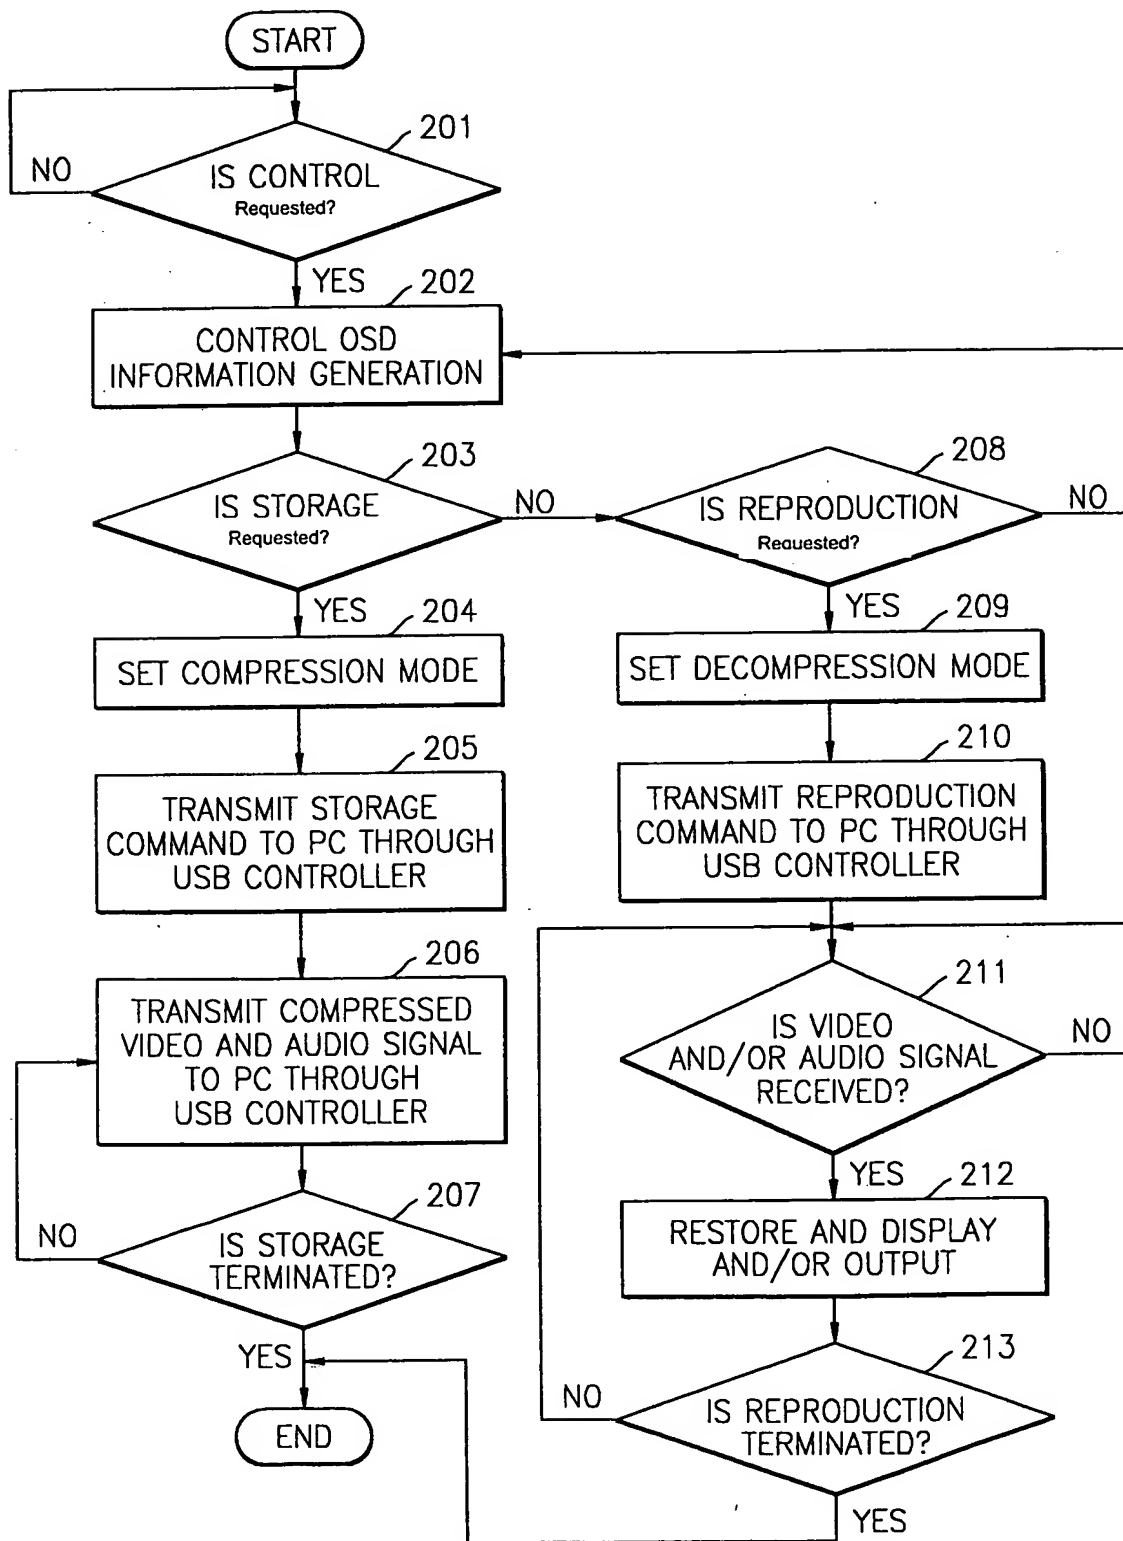 START
201
IS CONTROL
Requested?
NO
YES
202
CONTROL OSD
INFORMATION GENERATION
203
IS STORAGE
Requested?
NO
YES
204
SET COMPRESSION MODE
205
TRANSMIT STORAGE
COMMAND TO PC THROUGH
USB CONTROLLER
206
TRANSMIT COMPRESSED
VIDEO AND AUDIO SIGNAL
TO PC THROUGH
USB CONTROLLER
207
IS STORAGE
TERMINATED?
NO
YES
END
208
IS REPRODUCTION
Requested?
NO
YES
209
SET DECOMPRESSION MODE
210
TRANSMIT REPRODUCTION
COMMAND TO PC THROUGH
USB CONTROLLER
211
IS VIDEO
AND/OR AUDIO SIGNAL
RECEIVED?
NO
YES
212
RESTORE AND DISPLAY
AND/OR OUTPUT
213
IS REPRODUCTION
TERMINATED?
NO
YES